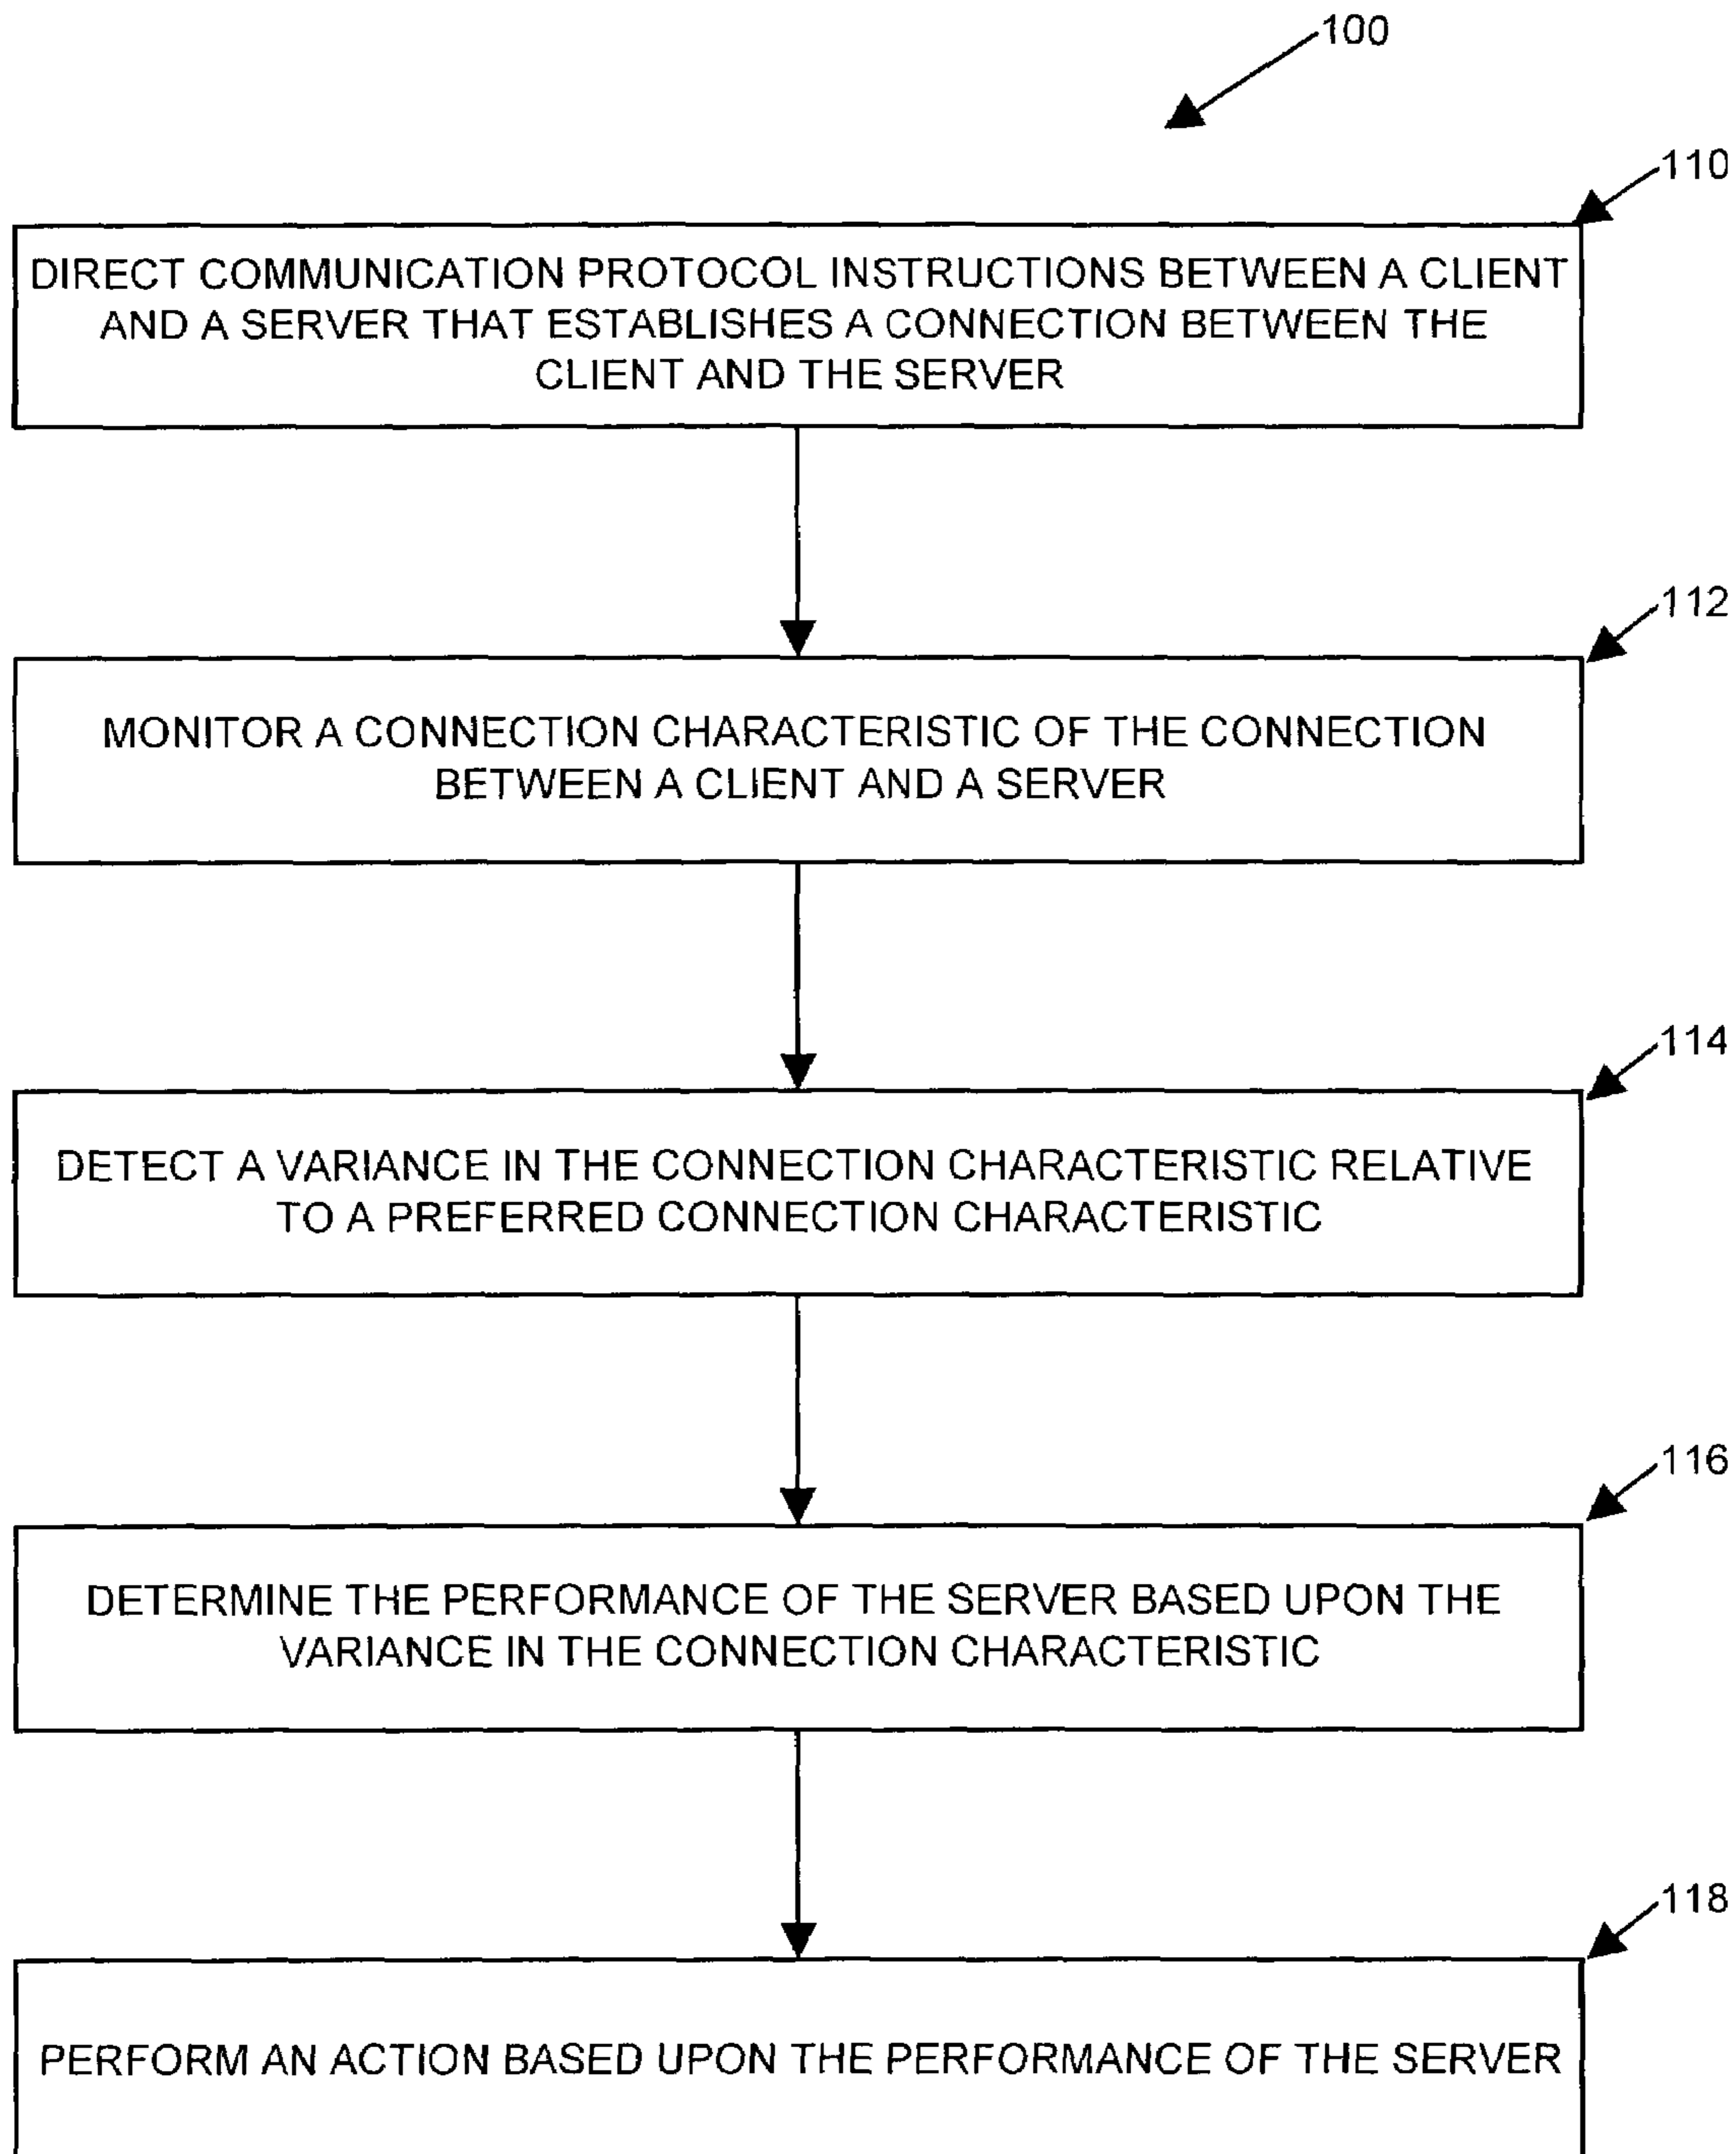 100
110
DIRECT COMMUNICATION PROTOCOL INSTRUCTIONS BETWEEN A CLIENT
AND A SERVER THAT ESTABLISHES A CONNECTION BETWEEN THE
CLIENT AND THE SERVER
112
MONITOR A CONNECTION CHARACTERISTIC OF THE CONNECTION
BETWEEN A CLIENT AND A SERVER
114
DETECT A VARIANCE IN THE CONNECTION CHARACTERISTIC RELATIVE
TO A PREFERRED CONNECTION CHARACTERISTIC
116
DETERMINE THE PERFORMANCE OF THE SERVER BASED UPON THE
VARIANCE IN THE CONNECTION CHARACTERISTIC
118
PERFORM AN ACTION BASED UPON THE PERFORMANCE OF THE SERVER